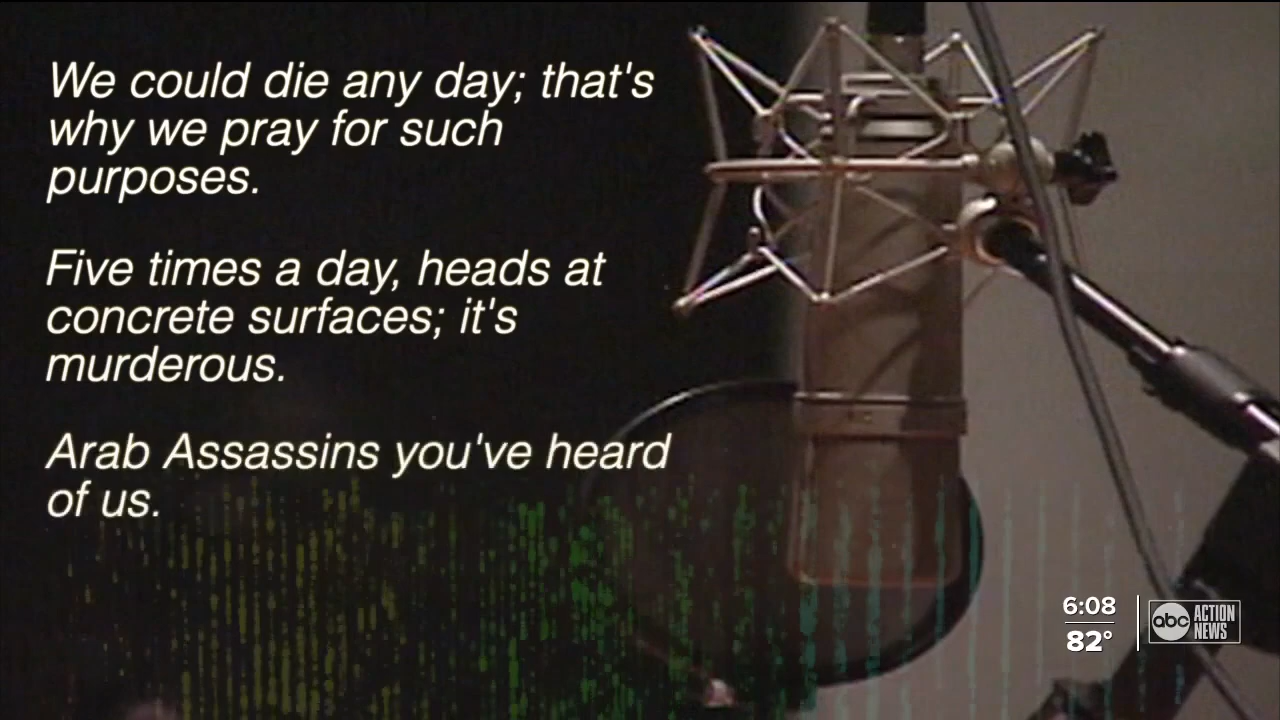 We could die any day; that's
why we pray for such
purposes.
Five times a day, heads at
concrete surfaces; it's
murderous.
Arab Assassins you've heard
of us.
6:08
82°
abc ACTION
NEWS